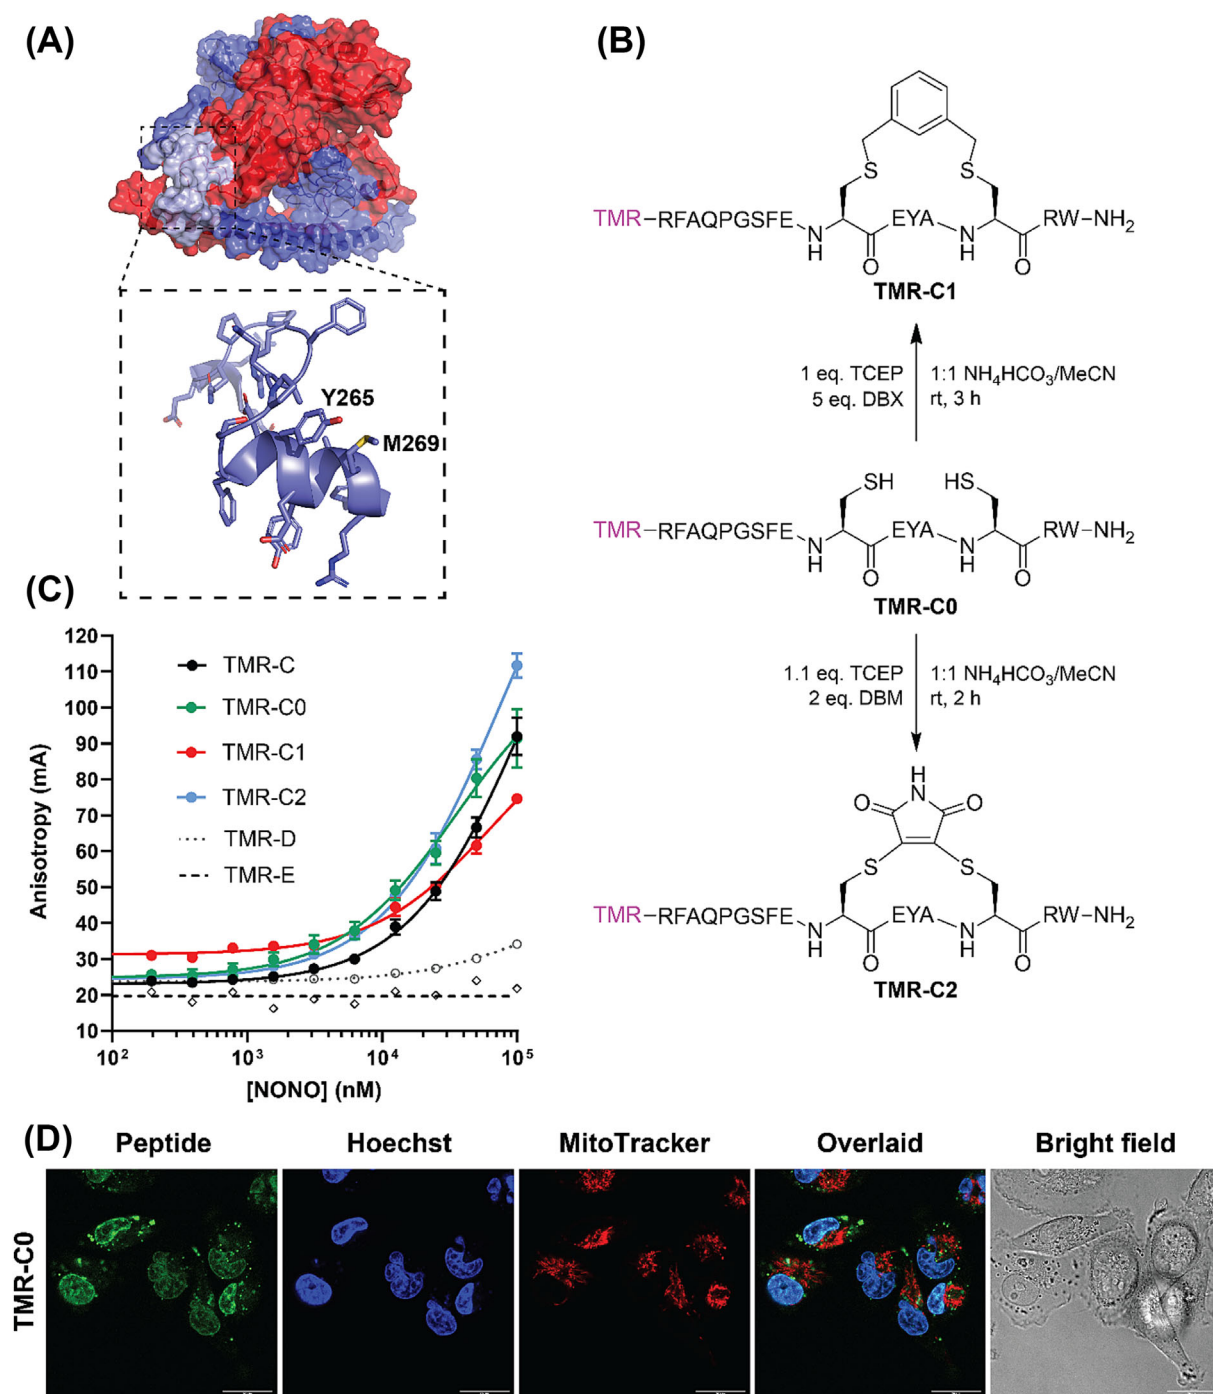 (A)
Y265
M269
(B)
TMR–RFAQPGSFE N H O EYA N H O RW–NH₂
S S
TMR-C1
1 eq. TCEP 1:1 NH₄HCO₃/MeCN
5 eq. DBX rt, 3 h
SH HS
TMR–RFAQPGSFE N H O EYA N H O RW–NH₂
TMR-C0
1.1 eq. TCEP 1:1 NH₄HCO₃/MeCN
2 eq. DBM rt, 2 h
H
O N O
S S
TMR–RFAQPGSFE N H O EYA N H O RW–NH₂
TMR-C2
(C)
Anisotropy (mA)
120
110
100
90
80
70
60
50
40
30
20
10
TMR-C
TMR-C0
TMR-C1
TMR-C2
TMR-D
TMR-E
10² 10³ 10⁴ 10⁵
[NONO] (nM)
(D)
Peptide Hoechst MitoTracker Overlaid Bright field
TMR-C0